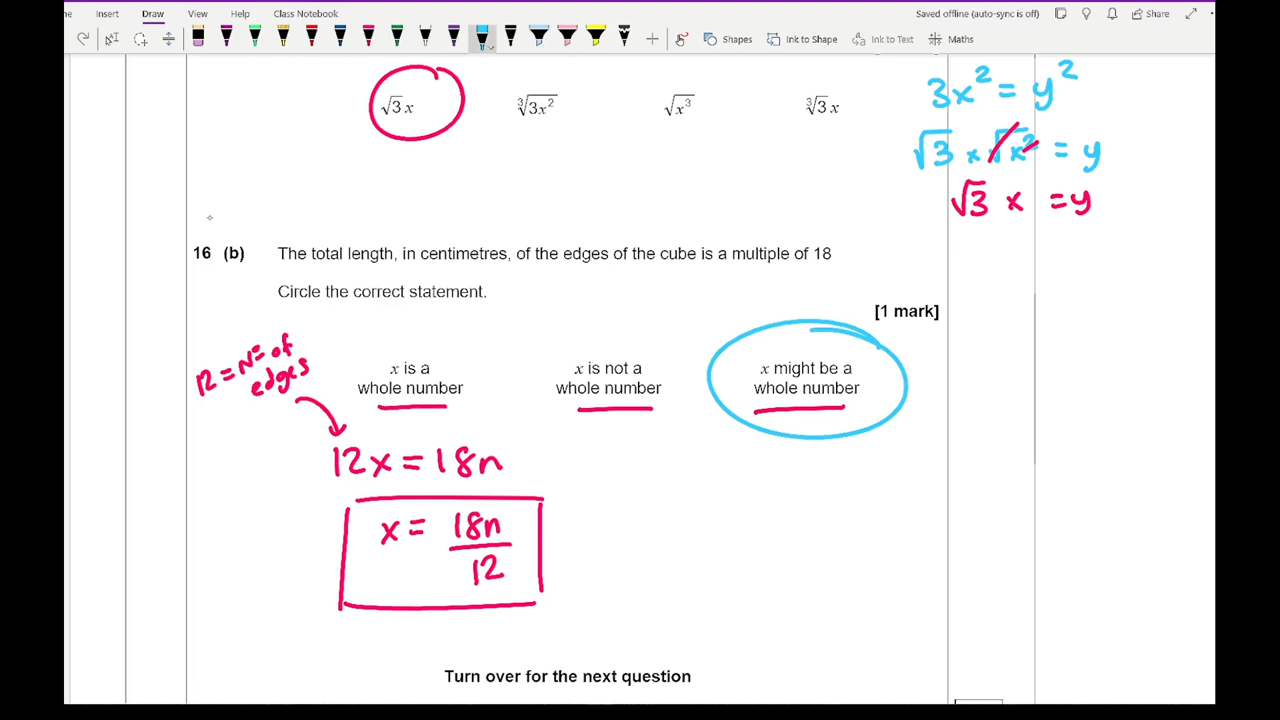 me Insert Draw View Help Class Notebook Saved offline (auto-sync is off) Share
Shapes Ink to Shape Ink to Text Maths
√3 x ∛3x² √x³ ∛3 x
3x² = y²
√3 x √x² = y
√3 x = y
16 (b) The total length, in centimetres, of the edges of the cube is a multiple of 18
Circle the correct statement.
[1 mark]
12 = Nº of
edges
x is a
whole number
x is not a
whole number
x might be a
whole number
12x = 18n
x = 18n
12
Turn over for the next question